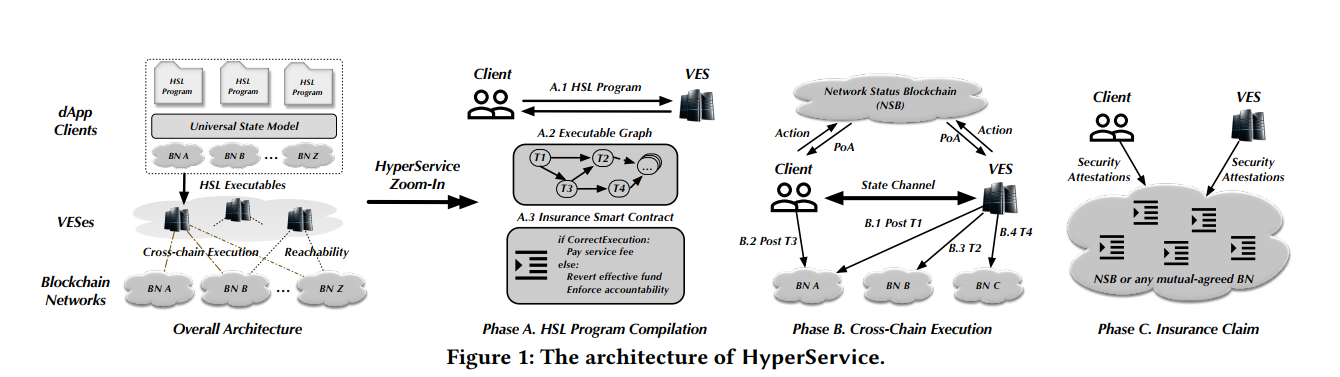 dApp
Clients
HSL
Program
HSL
Program
HSL
Program
Universal State Model
BN A
BN B
...
BN Z
HSL Executables
VESes
Cross-chain Execution
Reachability
Blockchain
Networks
BN A
BN B
...
BN Z
Overall Architecture
HyperService
Zoom-In
Client
VES
A.1 HSL Program
A.2 Executable Graph
T1
T2
...
T3
T4
A.3 Insurance Smart Contract
if CorrectExecution:
Pay service fee
else:
Revert effective fund
Enforce accountability
Phase A. HSL Program Compilation
Network Status Blockchain
(NSB)
Action
PoA
Action
PoA
Client
VES
State Channel
B.1 Post T1
B.2 Post T3
B.3 T2
B.4 T4
BN A
BN B
BN C
Phase B. Cross-Chain Execution
Client
VES
Security
Attestations
Security
Attestations
NSB or any mutual-agreed BN
Phase C. Insurance Claim
Figure 1: The architecture of HyperService.